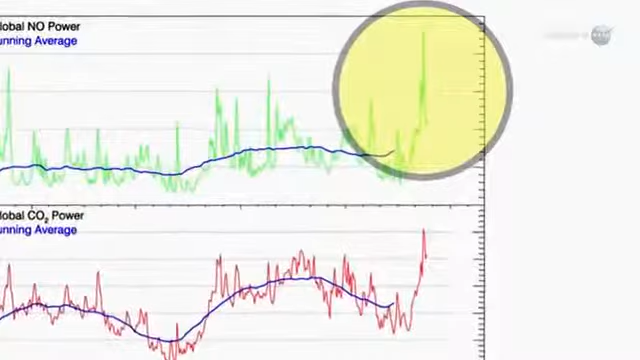 lobal NO Power
unning Average
lobal CO₂ Power
unning Average